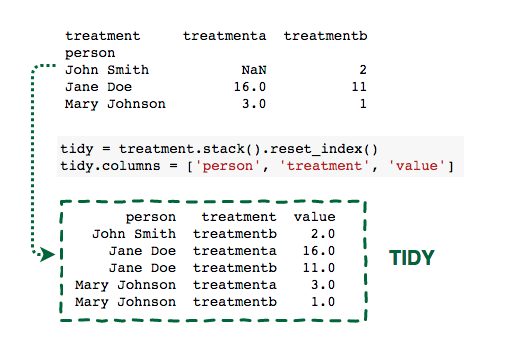 treatment treatmenta treatmentb
person
John Smith NaN 2
Jane Doe 16.0 11
Mary Johnson 3.0 1
tidy = treatment.stack().reset_index()
tidy.columns = ['person', 'treatment', 'value']
person treatment value
John Smith treatmentb 2.0
Jane Doe treatmenta 16.0
Jane Doe treatmentb 11.0
Mary Johnson treatmenta 3.0
Mary Johnson treatmentb 1.0
TIDY